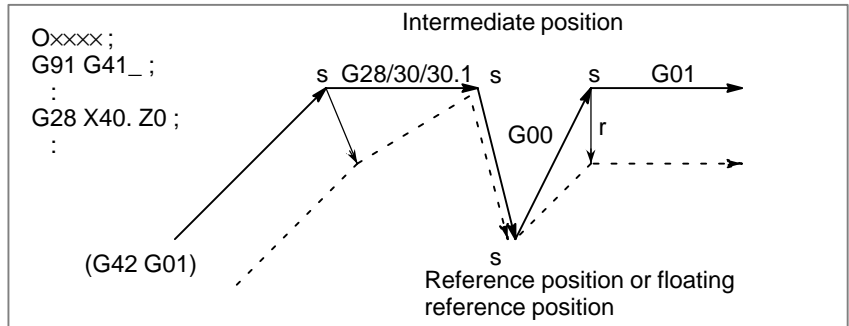 Intermediate position
O×××× ;
G91 G41_ ;
:
G28 X40. Z0 ;
:
s G28/30/30.1 s s G01
G00 r
(G42 G01)
s
Reference position or floating
reference position